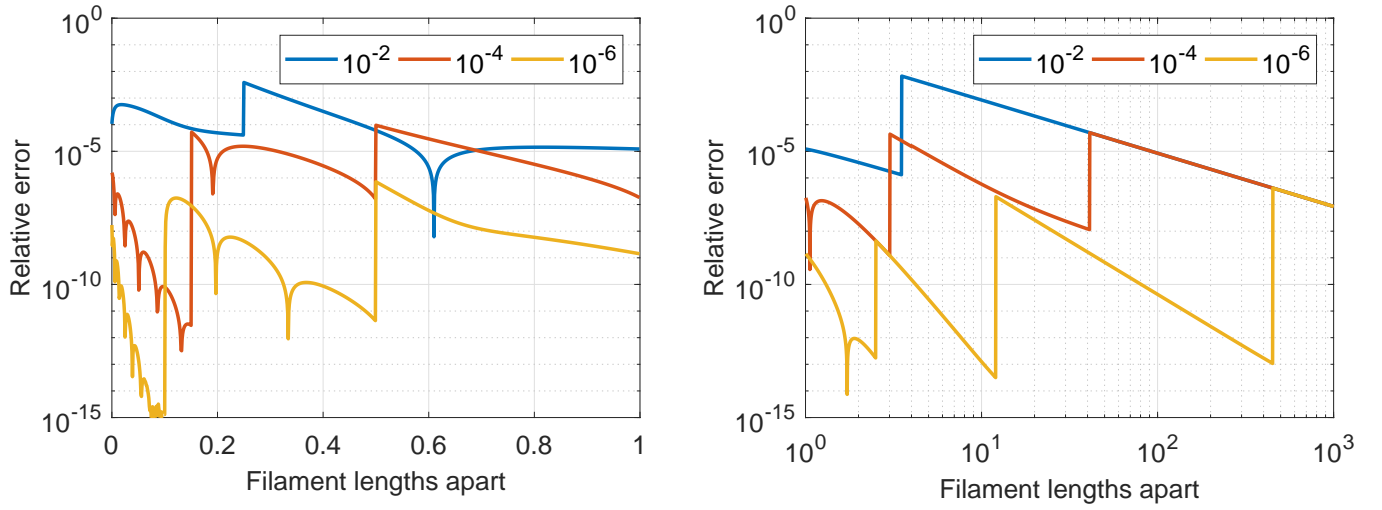 10^0
10^-5
10^-10
10^-15
Relative error
10^-2 10^-4 10^-6
0 0.2 0.4 0.6 0.8 1
Filament lengths apart
10^0
10^-5
10^-10
10^-15
Relative error
10^-2 10^-4 10^-6
10^0 10^1 10^2 10^3
Filament lengths apart